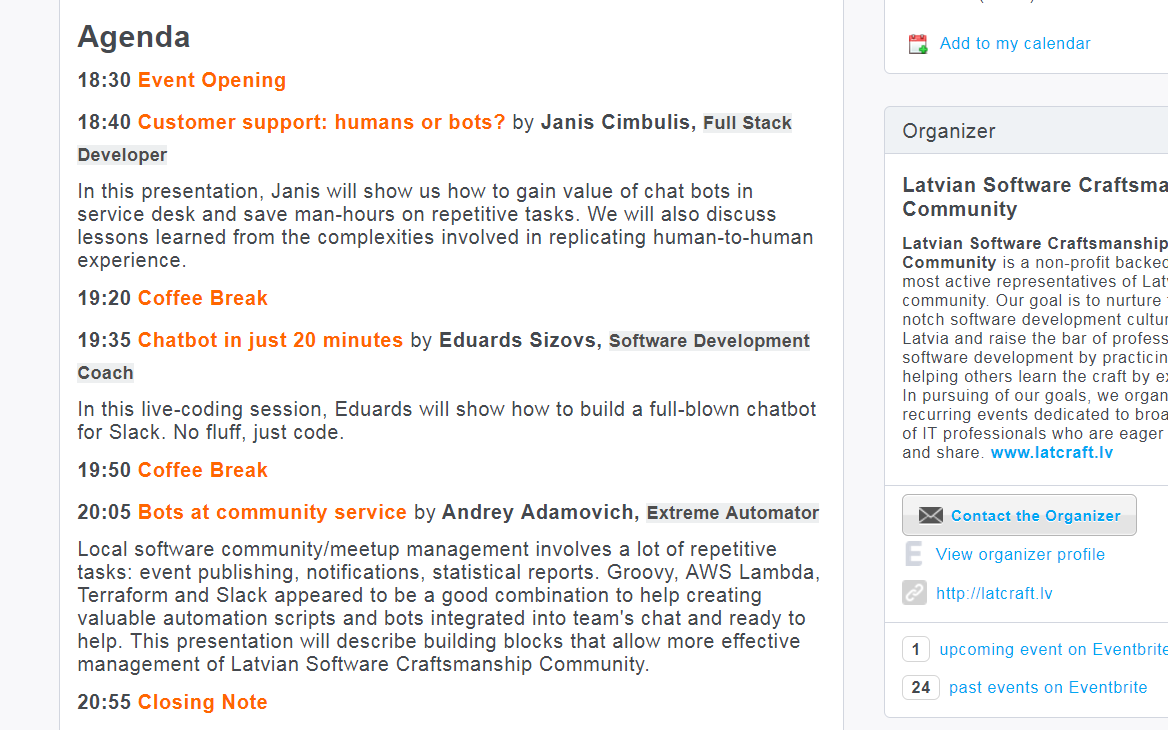 Agenda
18:30 Event Opening
18:40 Customer support: humans or bots? by Janis Cimbulis, Full Stack
Developer
In this presentation, Janis will show us how to gain value of chat bots in
service desk and save man-hours on repetitive tasks. We will also discuss
lessons learned from the complexities involved in replicating human-to-human
experience.
19:20 Coffee Break
19:35 Chatbot in just 20 minutes by Eduards Sizovs, Software Development
Coach
In this live-coding session, Eduards will show how to build a full-blown chatbot
for Slack. No fluff, just code.
19:50 Coffee Break
20:05 Bots at community service by Andrey Adamovich, Extreme Automator
Local software community/meetup management involves a lot of repetitive
tasks: event publishing, notifications, statistical reports. Groovy, AWS Lambda,
Terraform and Slack appeared to be a good combination to help creating
valuable automation scripts and bots integrated into team's chat and ready to
help. This presentation will describe building blocks that allow more effective
management of Latvian Software Craftsmanship Community.
20:55 Closing Note
Add to my calendar
Organizer
Latvian Software Craftsma
Community
Latvian Software Craftsmanship
Community is a non-profit backed
most active representatives of Lat
community. Our goal is to nurture
notch software development cultur
Latvia and raise the bar of profess
software development by practicin
helping others learn the craft by ex
In pursuing of our goals, we organ
recurring events dedicated to broa
of IT professionals who are eager
and share. www.latcraft.lv
Contact the Organizer
View organizer profile
http://latcraft.lv
1 upcoming event on Eventbrite
24 past events on Eventbrite